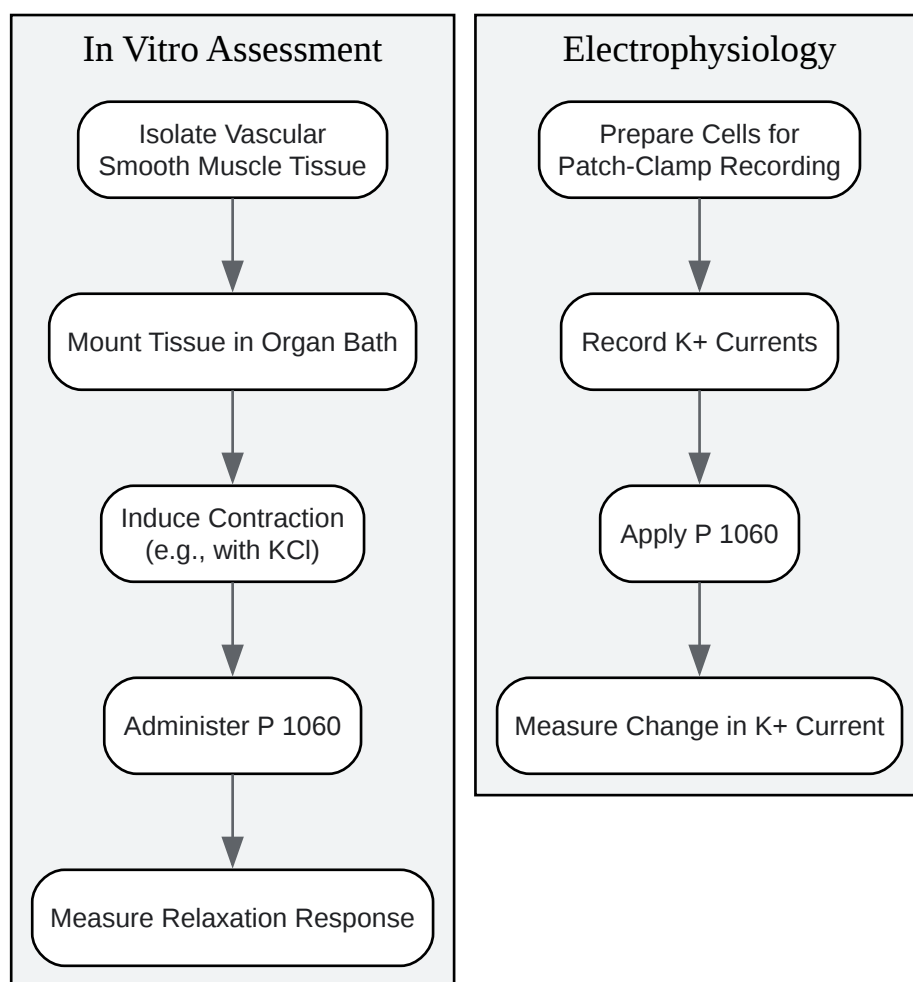 In Vitro Assessment
Isolate Vascular
Smooth Muscle Tissue
Mount Tissue in Organ Bath
Induce Contraction
(e.g., with KCl)
Administer P 1060
Measure Relaxation Response
Electrophysiology
Prepare Cells for
Patch-Clamp Recording
Record K+ Currents
Apply P 1060
Measure Change in K+ Current